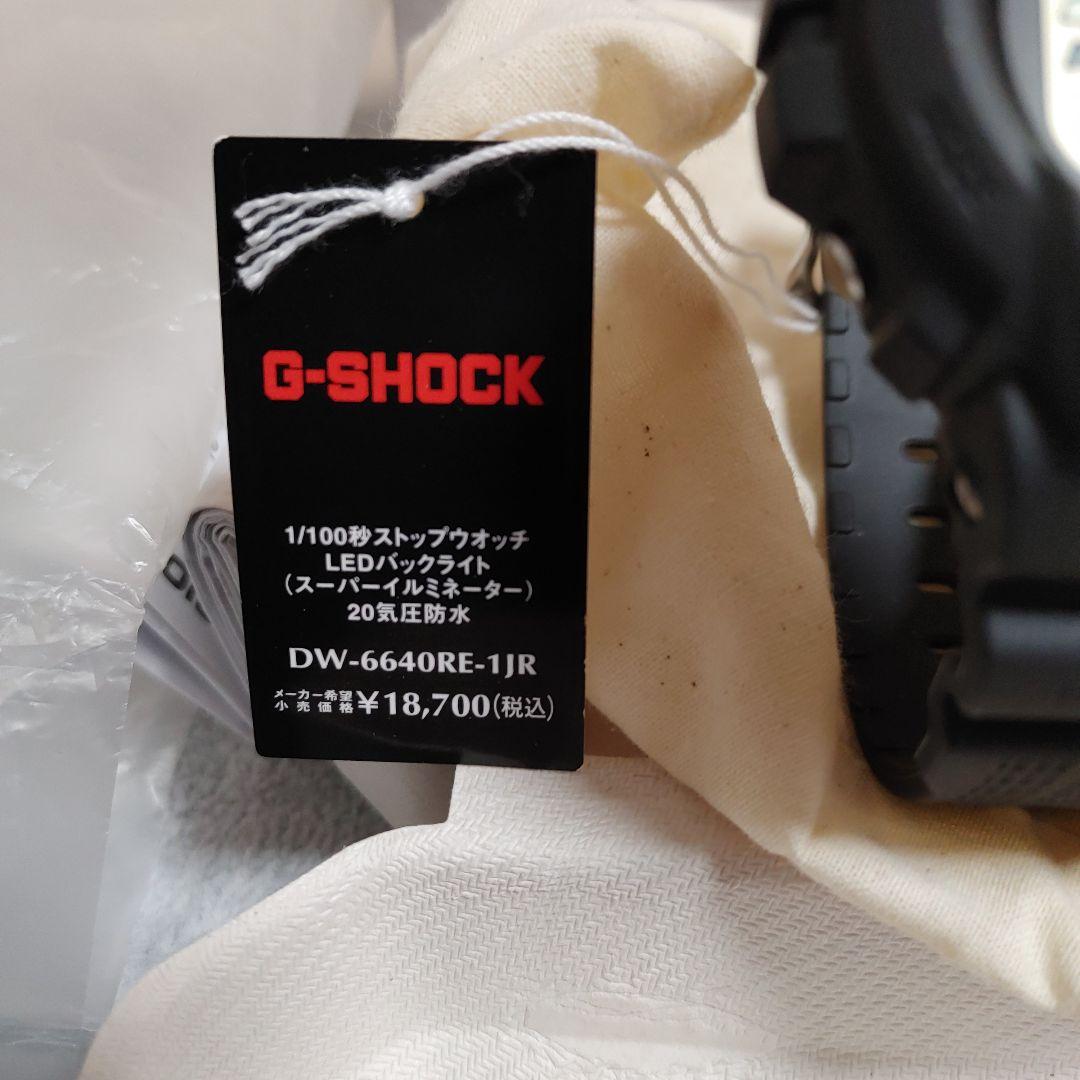 G-SHOCK
1/100秒ストップウオッチ
LEDバックライト
(スーパーイルミネーター)
20気圧防水
DW-6640RE-1JR
メーカー希望
小売価格 ¥18,700(税込)